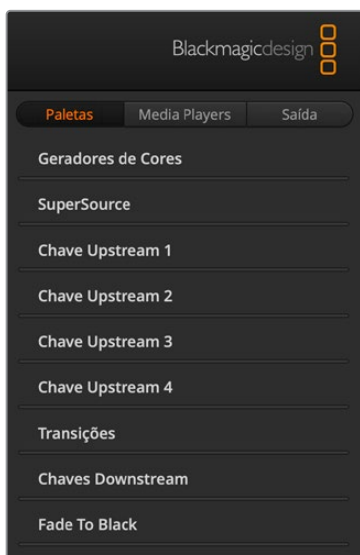 Blackmagicdesign
Paletas Media Players Saída
Geradores de Cores
SuperSource
Chave Upstream 1
Chave Upstream 2
Chave Upstream 3
Chave Upstream 4
Transições
Chaves Downstream
Fade To Black